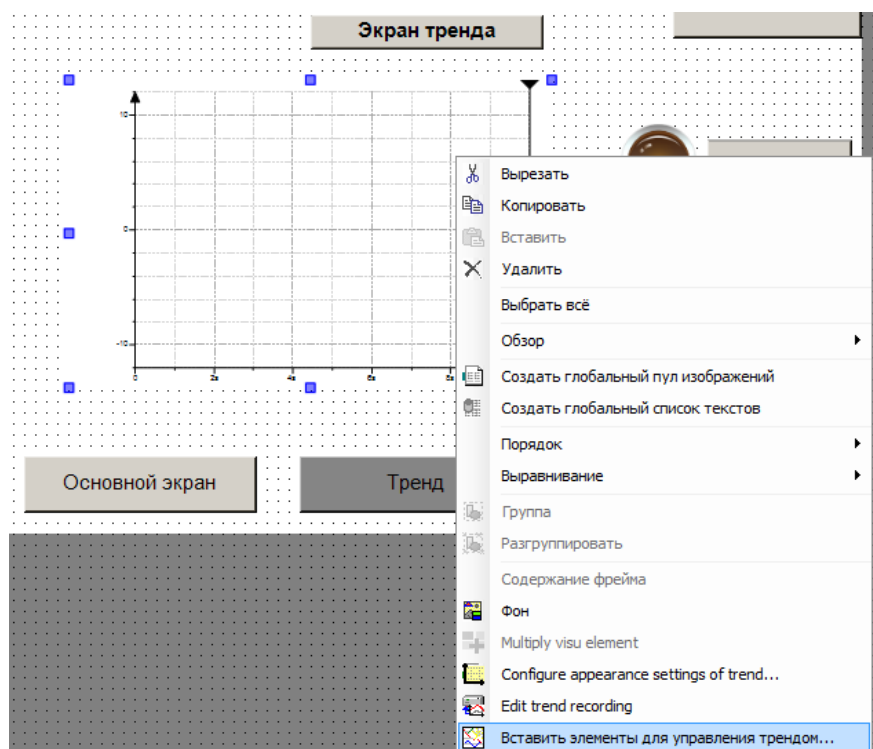 Экран тренда
10
0
-10
0
2s
4s
6s
8s
Основной экран
Тренд
Вырезать
Копировать
Вставить
Удалить
Выбрать всё
Обзор
Создать глобальный пул изображений
Создать глобальный список текстов
Порядок
Выравнивание
Группа
Разгруппировать
Содержание фрейма
Фон
Multiply visu element
Configure appearance settings of trend...
Edit trend recording
Вставить элементы для управления трендом...